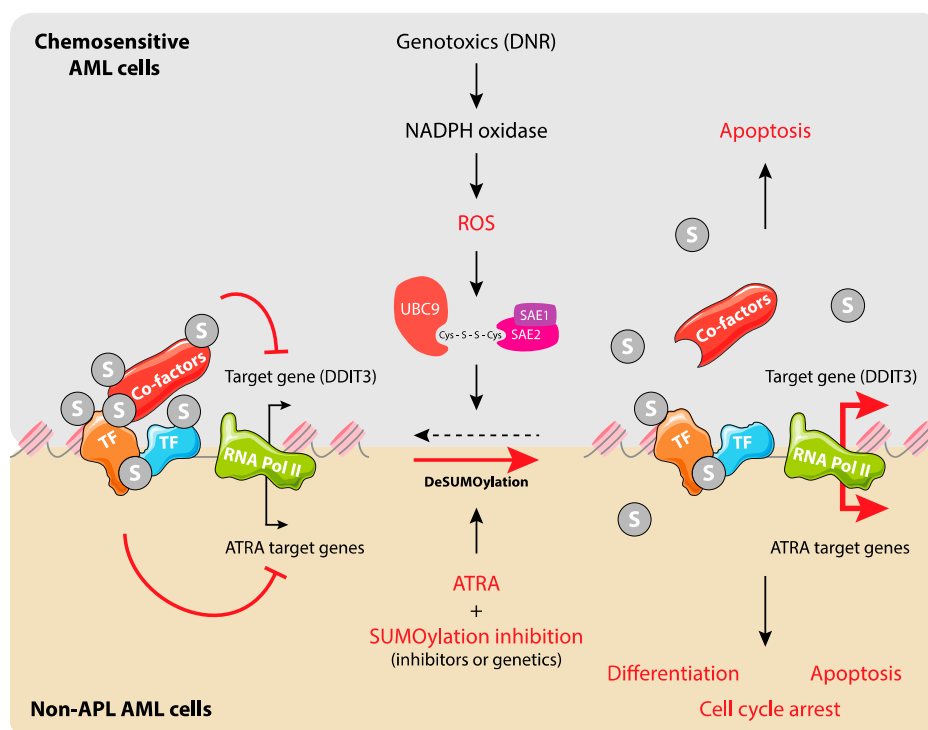 Chemosensitive
AML cells
Genotoxics (DNR)
NADPH oxidase
ROS
UBC9
Cys - S - S - Cys
SAE1
SAE2
Apoptosis
S
S
S
S
S
S
Co-factors
TF
TF
RNA Pol II
Target gene (DDIT3)
ATRA target genes
DeSUMOylation
S
S
S
S
S
S
Co-factors
TF
TF
RNA Pol II
Target gene (DDIT3)
ATRA target genes
ATRA
+
SUMOylation inhibition
(inhibitors or genetics)
Differentiation
Apoptosis
Cell cycle arrest
Non-APL AML cells